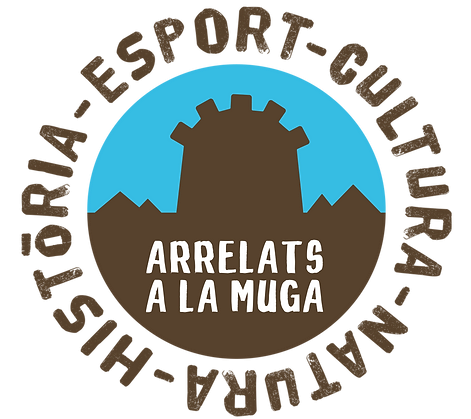 HISTÒRIA-ESPORT-CULTURA-NATURA-
ARRELATS
A LA MUGA